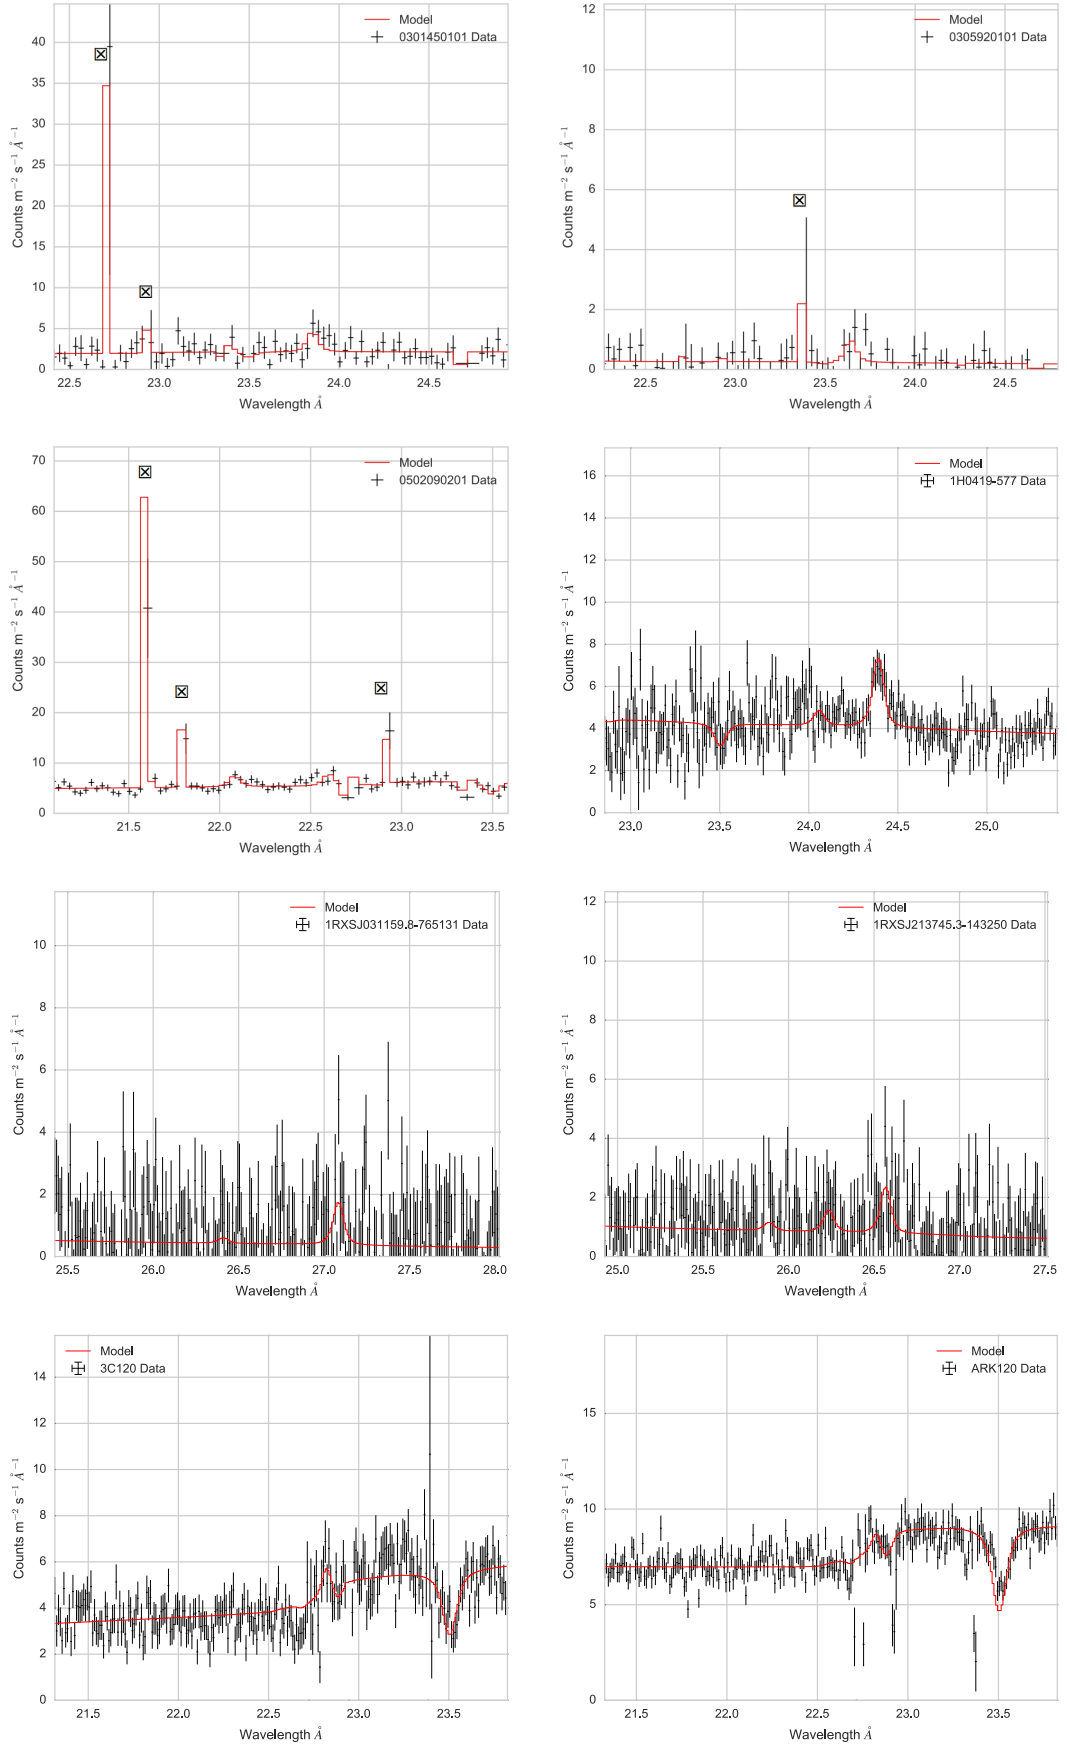 Model
0301450101 Data
40
35
30
25
20
15
10
5
0
Counts m⁻² s⁻¹ Å⁻¹
22.5 23.0 23.5 24.0 24.5
Wavelength Å
Model
0305920101 Data
12
10
8
6
4
2
0
Counts m⁻² s⁻¹ Å⁻¹
22.5 23.0 23.5 24.0 24.5
Wavelength Å
Model
0502090201 Data
70
60
50
40
30
20
10
0
Counts m⁻² s⁻¹ Å⁻¹
21.5 22.0 22.5 23.0 23.5
Wavelength Å
Model
1H0419-577 Data
16
14
12
10
8
6
4
2
0
Counts m⁻² s⁻¹ Å⁻¹
23.0 23.5 24.0 24.5 25.0
Wavelength Å
Model
1RXSJ031159.8-765131 Data
10
8
6
4
2
0
Counts m⁻² s⁻¹ Å⁻¹
25.5 26.0 26.5 27.0 27.5 28.0
Wavelength Å
Model
1RXSJ213745.3-143250 Data
12
10
8
6
4
2
0
Counts m⁻² s⁻¹ Å⁻¹
25.0 25.5 26.0 26.5 27.0 27.5
Wavelength Å
Model
3C120 Data
14
12
10
8
6
4
2
0
Counts m⁻² s⁻¹ Å⁻¹
21.5 22.0 22.5 23.0 23.5
Wavelength Å
Model
ARK120 Data
15
10
5
0
Counts m⁻² s⁻¹ Å⁻¹
21.5 22.0 22.5 23.0 23.5
Wavelength Å